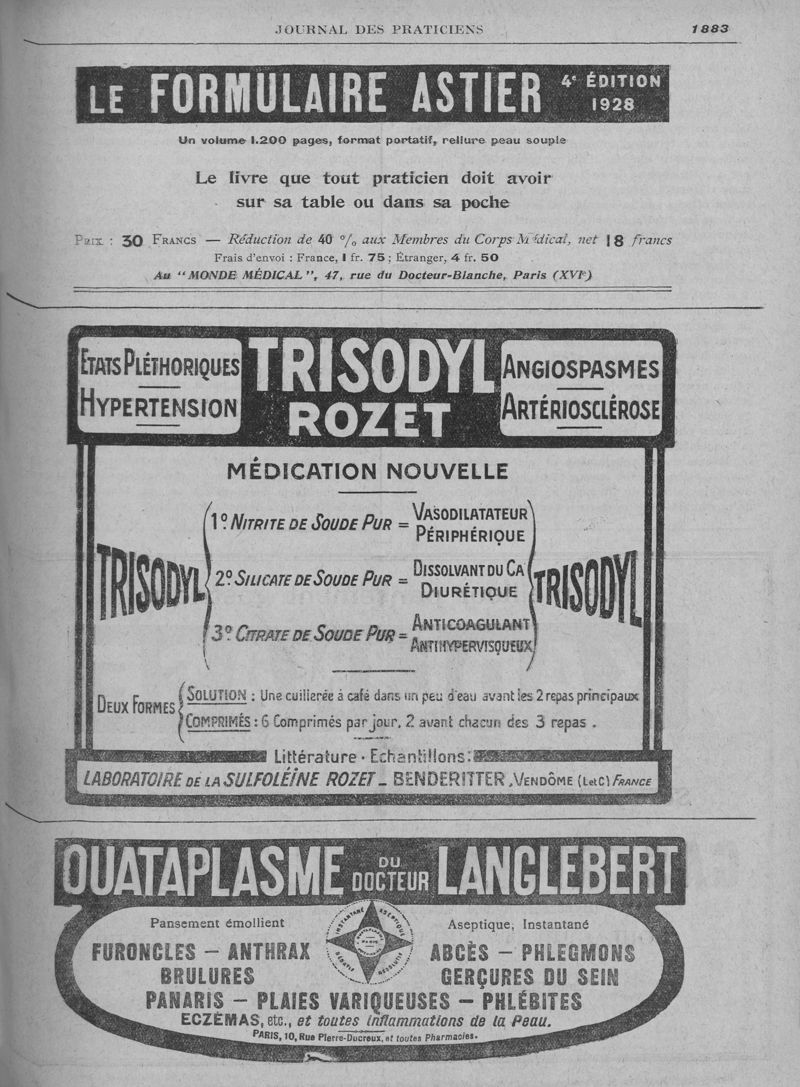 JOURNAL DES PRATICIENS 1883
LE FORMULAIRE ASTIER 4e ÉDITION 1928
Un volume 1.200 pages, format portatif, reliure peau souple
Le livre que tout praticien doit avoir
sur sa table ou dans sa poche
PRIX : 30 FRANCS — Réduction de 40 % aux Membres du Corps Médical, net 18 francs
Frais d'envoi : France, 1 fr. 75 ; Étranger, 4 fr. 50
Au "MONDE MÉDICAL", 47, rue du Docteur-Blanche, Paris (XVIe)
ETATS PLÉTHORIQUES
HYPERTENSION
TRISODYL
ROZET
ANGIOSPASMES
ARTÉRIOSCLÉROSE
MÉDICATION NOUVELLE
TRISODYL
1º NITRITE DE SOUDE PUR = VASODILATATEUR
PÉRIPHÉRIQUE
2º SILICATE DE SOUDE PUR = DISSOLVANT DU CA
DIURÉTIQUE
3º CITRATE DE SOUDE PUR = ANTICOAGULANT
ANTIHYPERVISQUEUX
TRISODYL
DEUX FORMES
SOLUTION : Une cuillerée à café dans un peu d'eau avant les 2 repas principaux
COMPRIMÉS : 6 Comprimés par jour, 2 avant chacun des 3 repas.
Littérature - Echantillons :
LABORATOIRE DE LA SULFOLÉINE ROZET _ BENDERITTER, VENDÔME (L et C) FRANCE
OUATAPLASME DU DOCTEUR LANGLEBERT
Pansement émollient
Aseptique, Instantané
INSTANTANÉ ASEPTIQUE
OUATAPLASME
PARIS
FURONCLES — ANTHRAX
ABCÈS — PHLEGMONS
BRULURES
GERÇURES DU SEIN
PANARIS — PLAIES VARIQUEUSES — PHLÉBITES
ECZÉMAS, etc., et toutes inflammations de la Peau.
PARIS, 10, Rue Pierre-Ducreux, et toutes Pharmacies.